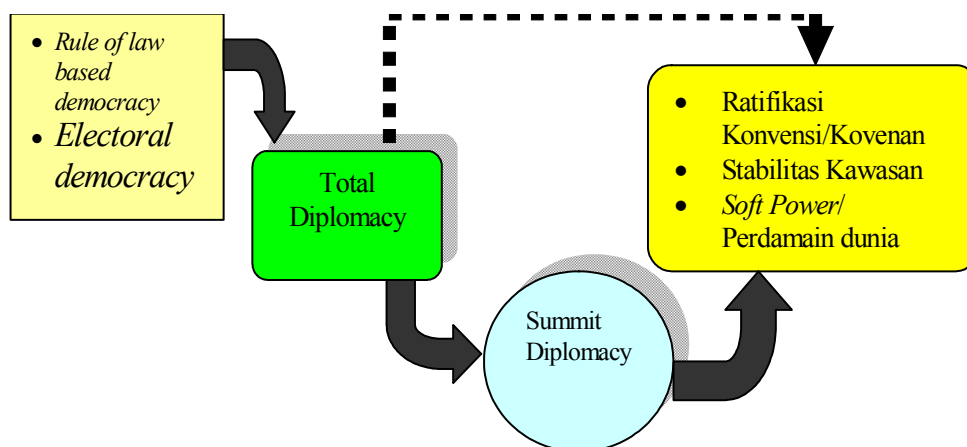 • Rule of law
based
democracy
• Electoral
democracy
Total
Diplomacy
Summit
Diplomacy
• Ratifikasi
Konvensi/Kovenan
• Stabilitas Kawasan
• Soft Power/
Perdamain dunia